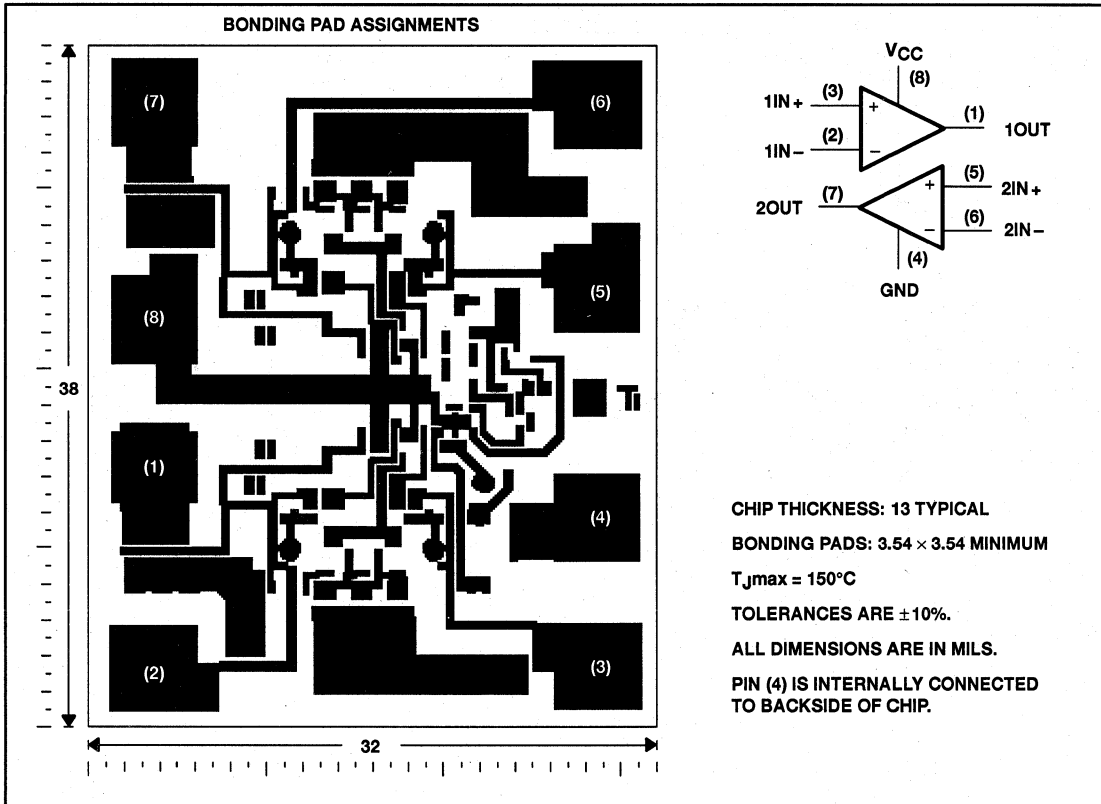 BONDING PAD ASSIGNMENTS
(7)
(6)
(8)
(5)
(1)
(4)
(2)
(3)
38
32
VCC
(8)
1IN+
(3)
+
(1)
1OUT
1IN−
(2)
−
(5)
2IN+
+
2OUT
(7)
(6)
2IN−
−
(4)
GND
CHIP THICKNESS: 13 TYPICAL
BONDING PADS: 3.54 × 3.54 MINIMUM
TJmax = 150°C
TOLERANCES ARE ±10%.
ALL DIMENSIONS ARE IN MILS.
PIN (4) IS INTERNALLY CONNECTED
TO BACKSIDE OF CHIP.